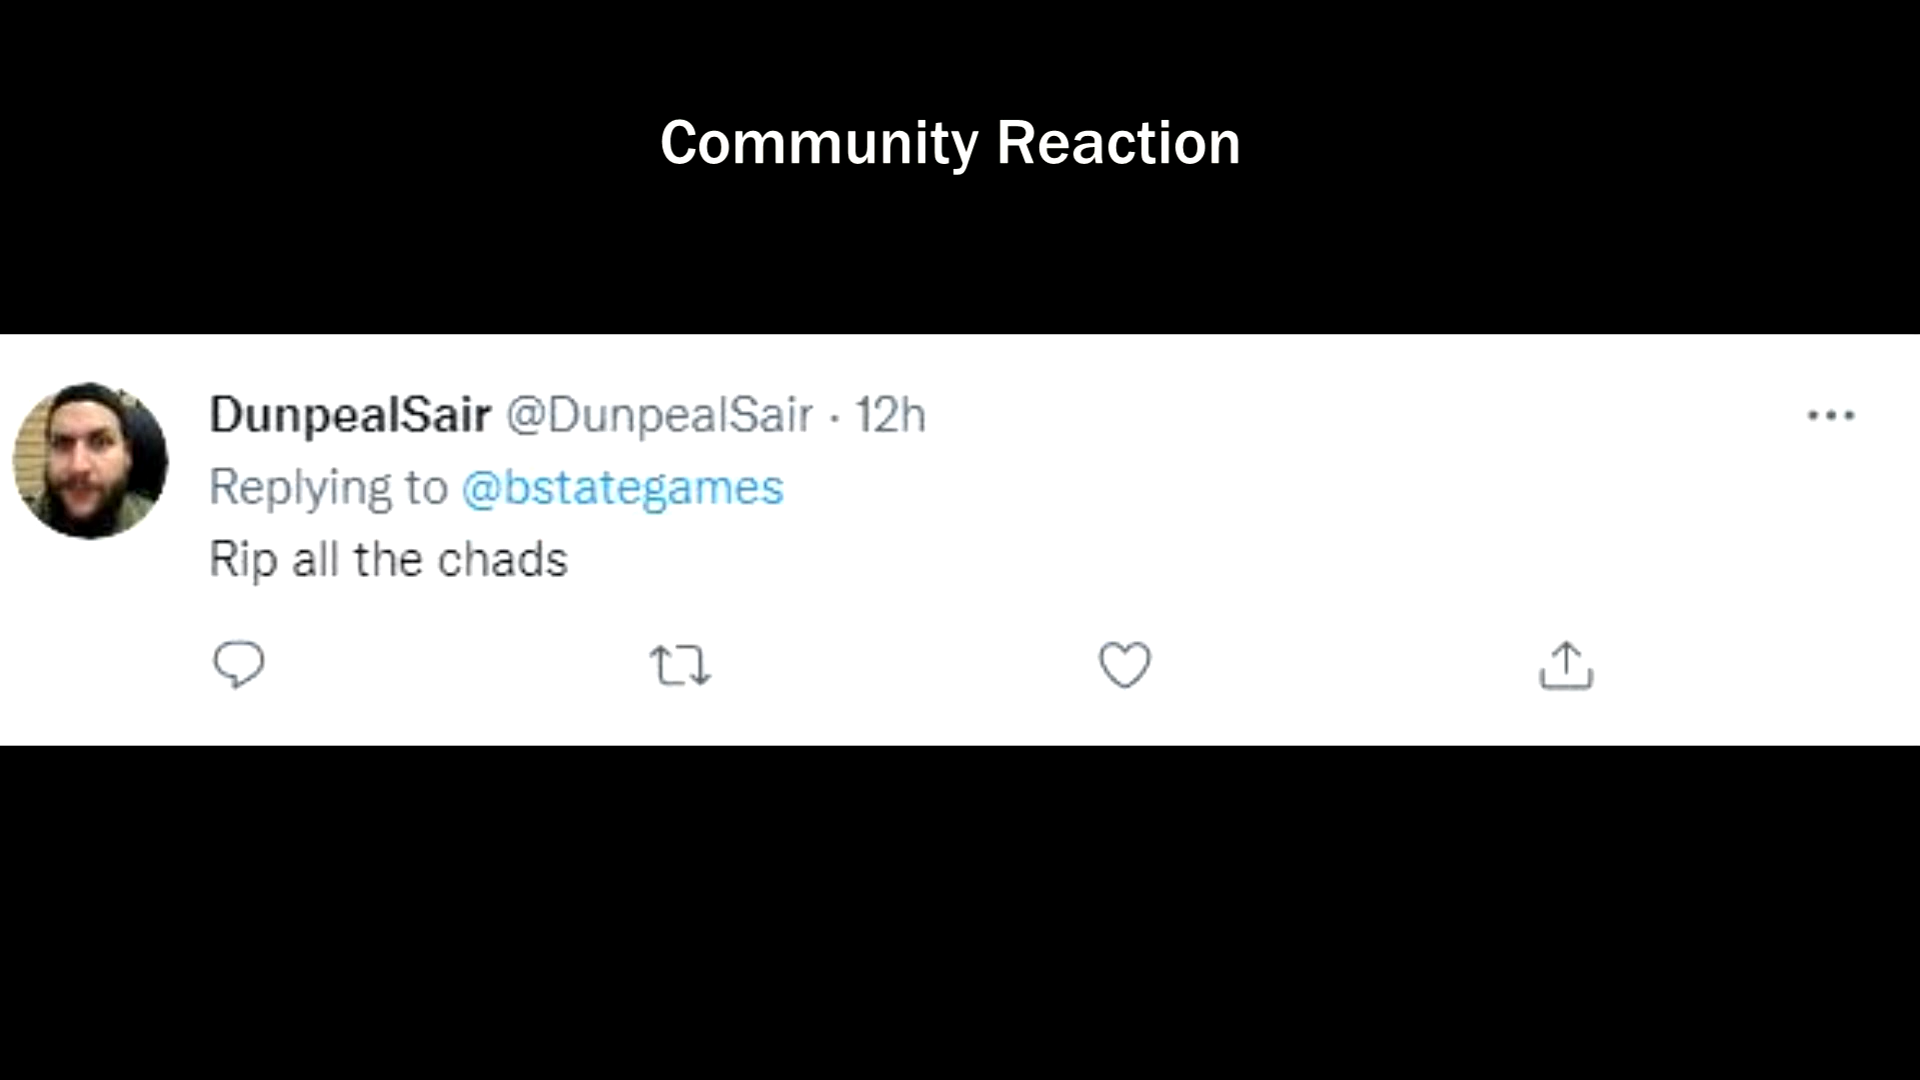 Community Reaction
DunpealSair @DunpealSair · 12h
Replying to @bstategames
Rip all the chads